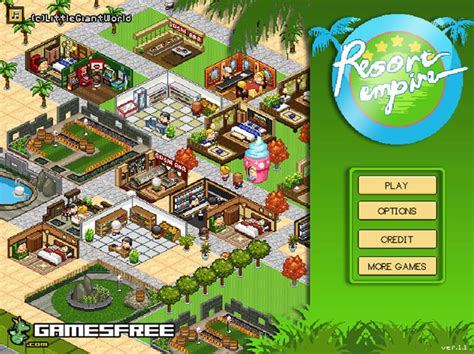 (c)LittleGiantWorld
Resort
empire
PLAY
OPTIONS
CREDIT
MORE GAMES
GAMESFREE
.com
ver.1.1